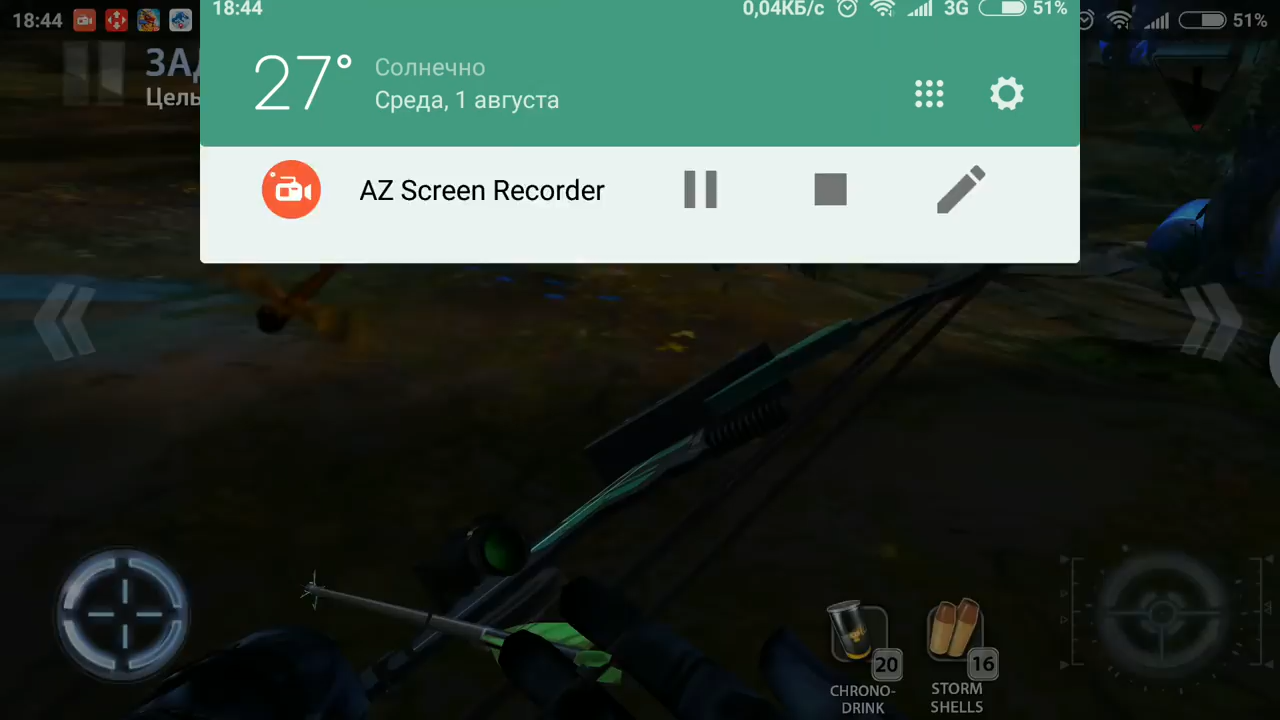 18:44
18:44
0,04КБ/с
3G
51%
51%
ЗАД
Цель
27°
Солнечно
Среда, 1 августа
AZ Screen Recorder
20
16
CHRONO-
DRINK
STORM
SHELLS